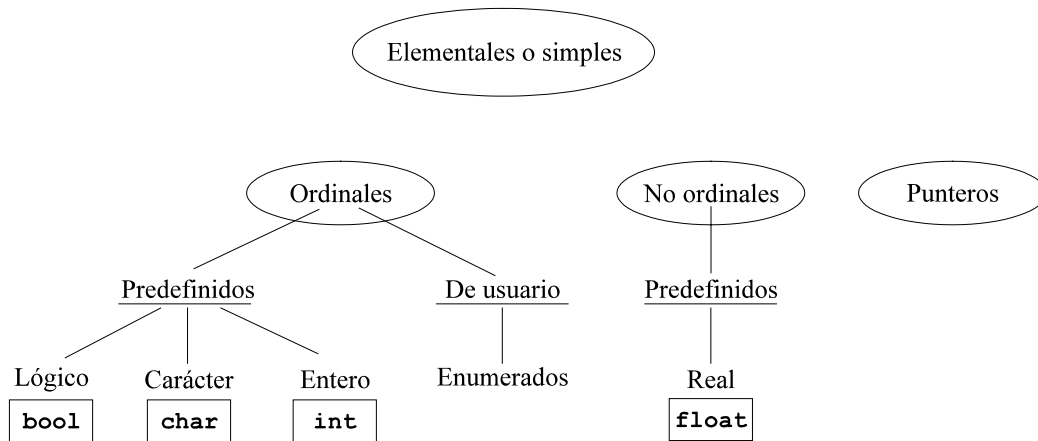 Elementales o simples
Ordinales
No ordinales
Punteros
Predefinidos
De usuario
Predefinidos
Lógico
Carácter
Entero
Enumerados
Real
bool
char
int
float